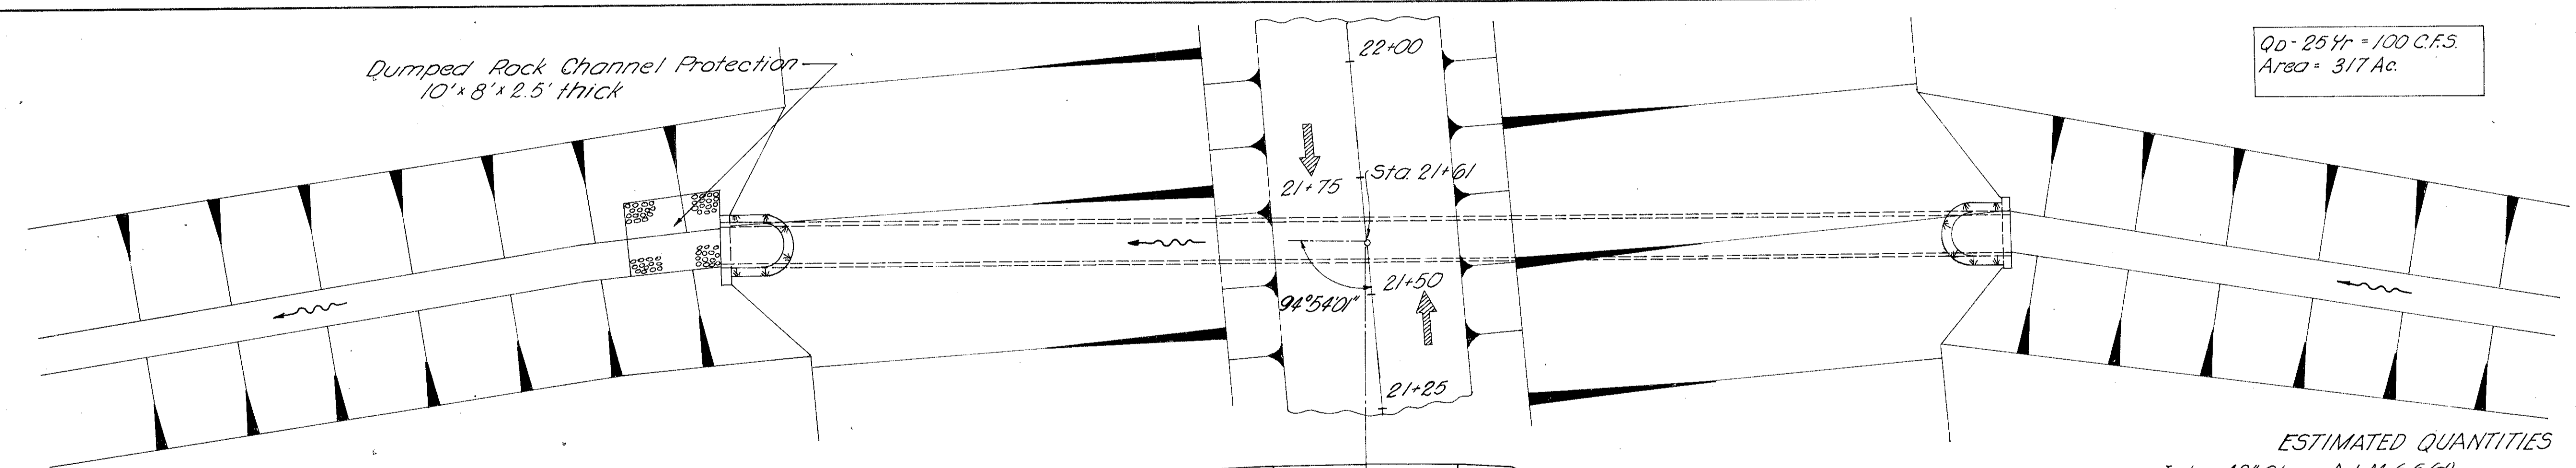 Dumped Rock Channel Protection
10' x 8' x 2.5' thick
22+00
QD - 25 Yr = 100 C.F.S.
Area = 317 Ac.
21+75
Sta. 21+61
21+50
94°54'01"
21+25
ESTIMATED QUANTITIES